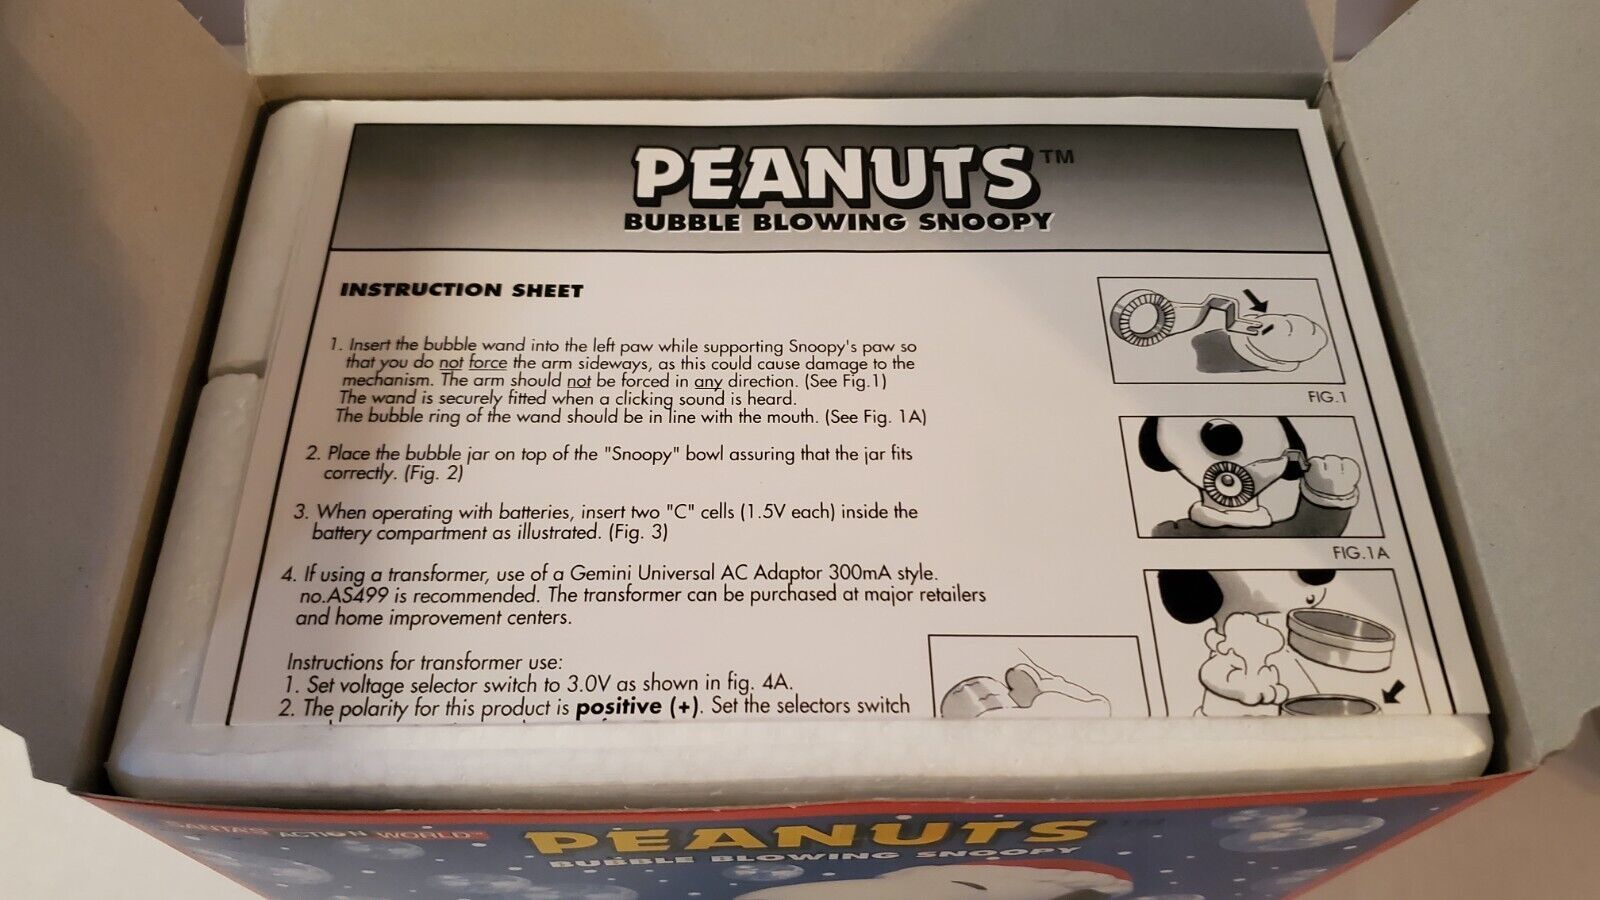 PEANUTS™
BUBBLE BLOWING SNOOPY
INSTRUCTION SHEET
1. Insert the bubble wand into the left paw while supporting Snoopy's paw so
that you do not force the arm sideways, as this could cause damage to the
mechanism. The arm should not be forced in any direction. (See Fig.1)
The wand is securely fitted when a clicking sound is heard.
The bubble ring of the wand should be in line with the mouth. (See Fig. 1A)
2. Place the bubble jar on top of the "Snoopy" bowl assuring that the jar fits
correctly. (Fig. 2)
3. When operating with batteries, insert two "C" cells (1.5V each) inside the
battery compartment as illustrated. (Fig. 3)
4. If using a transformer, use of a Gemini Universal AC Adaptor 300mA style.
no.AS499 is recommended. The transformer can be purchased at major retailers
and home improvement centers.
Instructions for transformer use:
1. Set voltage selector switch to 3.0V as shown in fig. 4A.
2. The polarity for this product is positive (+). Set the selectors switch
FIG.1
FIG.1A
SANTA'S ACTION WORLD™
PEANUTS™
BUBBLE BLOWING SNOOPY